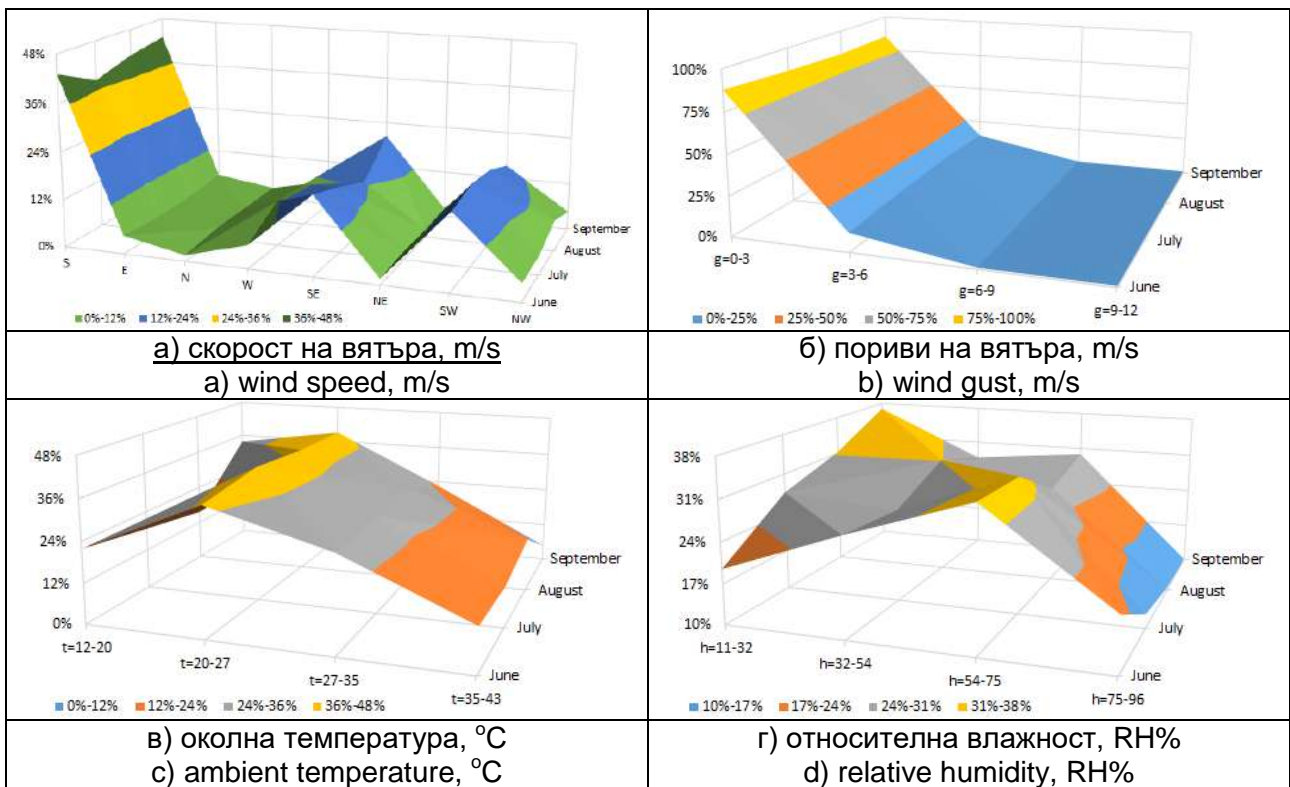 48%
36%
24%
12%
0%
S
E
N
W
SE
NE
SW
NW
September
August
July
June
0%-12% 12%-24% 24%-36% 36%-48%
100%
75%
50%
25%
0%
g=0-3
g=3-6
g=6-9
g=9-12
September
August
July
June
0%-25% 25%-50% 50%-75% 75%-100%
а) скорост на вятъра, m/s
a) wind speed, m/s
б) пориви на вятъра, m/s
b) wind gust, m/s
48%
36%
24%
12%
0%
t=12-20
t=20-27
t=27-35
t=35-43
September
August
July
June
0%-12% 12%-24% 24%-36% 36%-48%
38%
31%
24%
17%
10%
h=11-32
h=32-54
h=54-75
h=75-96
September
August
July
June
10%-17% 17%-24% 24%-31% 31%-38%
в) околна температура, °C
c) ambient temperature, °C
г) относителна влажност, RH%
d) relative humidity, RH%